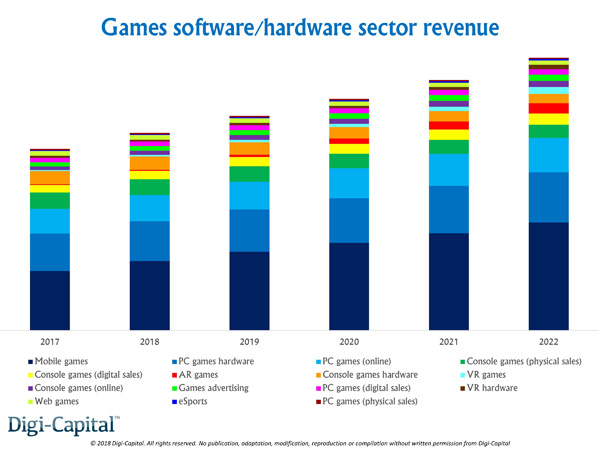 Games software/hardware sector revenue
2017 2018 2019 2020 2021 2022
Mobile games PC games hardware PC games (online) Console games (physical sales)
Console games (digital sales) AR games Console games hardware VR games
Console games (online) Games advertising PC games (digital sales) VR hardware
Web games eSports PC games (physical sales)
Digi-Capital™
© 2018 Digi-Capital. All rights reserved. No publication, adaptation, modification, reproduction or compilation without written permission from Digi-Capital